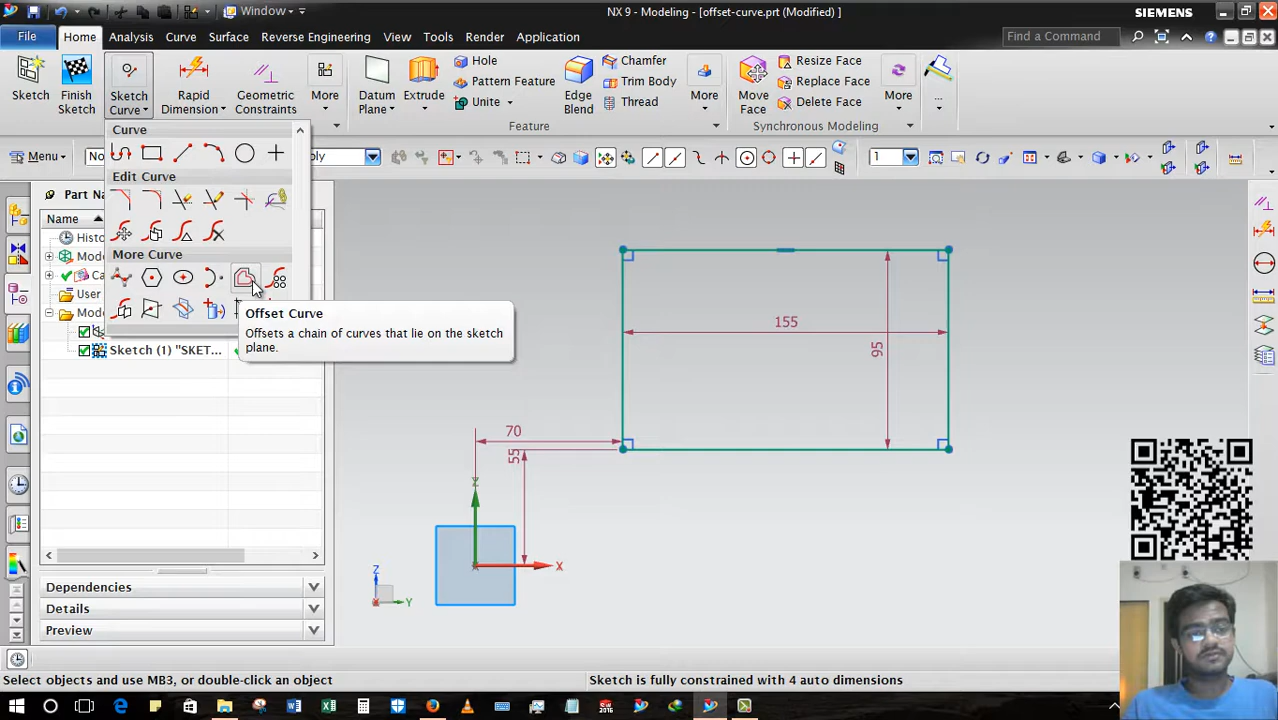 Window
NX 9 - Modeling - [offset-curve.prt (Modified) ]
SIEMENS
File
Home
Analysis
Curve
Surface
Reverse Engineering
View
Tools
Render
Application
Find a Command
Sketch
Finish
Sketch
Sketch
Curve
Rapid
Dimension
Geometric
Constraints
More
Datum
Plane
Extrude
Hole
Pattern Feature
Unite
Edge
Blend
Chamfer
Trim Body
Thread
More
Move
Face
Resize Face
Replace Face
Delete Face
More
Feature
Synchronous Modeling
Menu
1
Curve
Edit Curve
More Curve
Name
User
Sketch (1) "SKET...
Offset Curve
Offsets a chain of curves that lie on the sketch
plane.
155
95
70
55
Z
X
Z
X
Y
Dependencies
Details
Preview
Select objects and use MB3, or double-click an object
Sketch is fully constrained with 4 auto dimensions